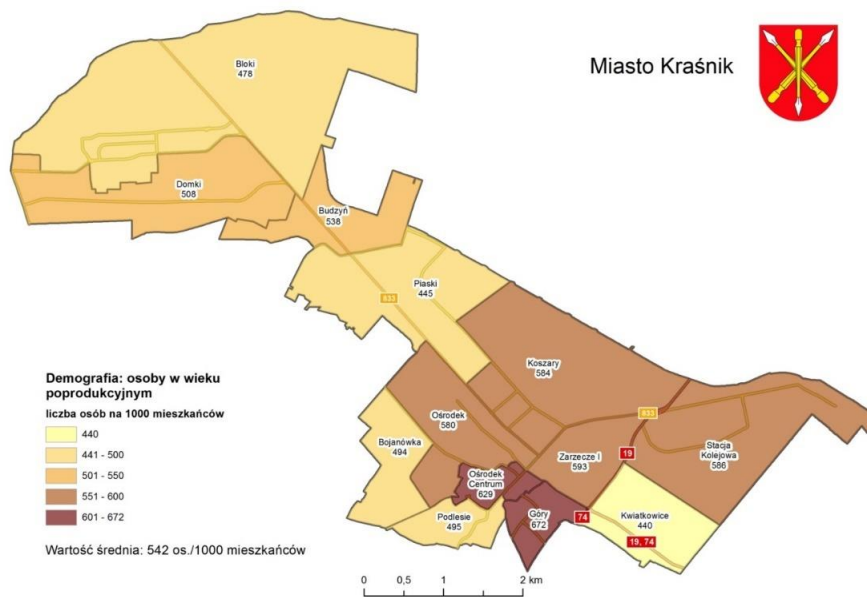 Miasto Kraśnik
Bloki
478
Domki
508
Budzyń
538
Piaski
445
833
Koszary
584
833
Ośrodek
580
Bojanówka
494
Ośrodek
Centrum
629
Zarzecze I
593
19
Stacja
Kolejowa
586
Podlesie
495
Góry
672
74
Kwiatkowice
440
19, 74
Demografia: osoby w wieku
poprodukcyjnym
liczba osób na 1000 mieszkańców
440
441 - 500
501 - 550
551 - 600
601 - 672
Wartość średnia: 542 os./1000 mieszkańców
0 0,5 1 2 km